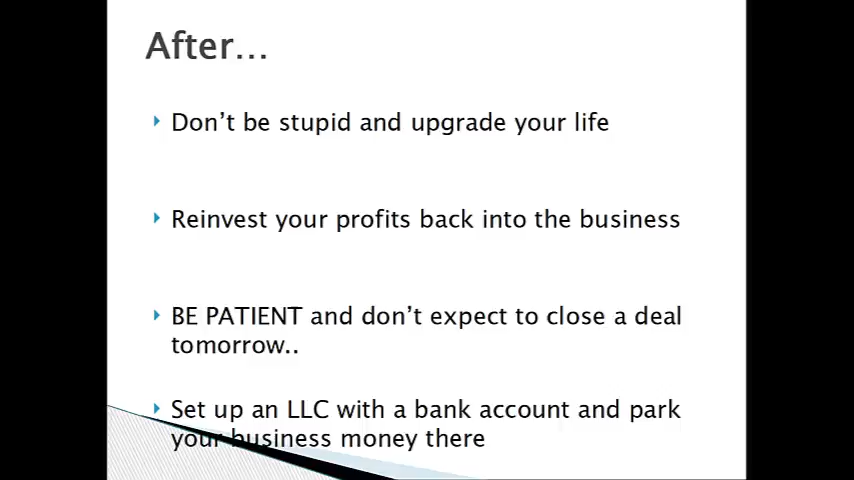 After…
Don't be stupid and upgrade your life
Reinvest your profits back into the business
BE PATIENT and don't expect to close a deal
tomorrow..
Set up an LLC with a bank account and park
your business money there